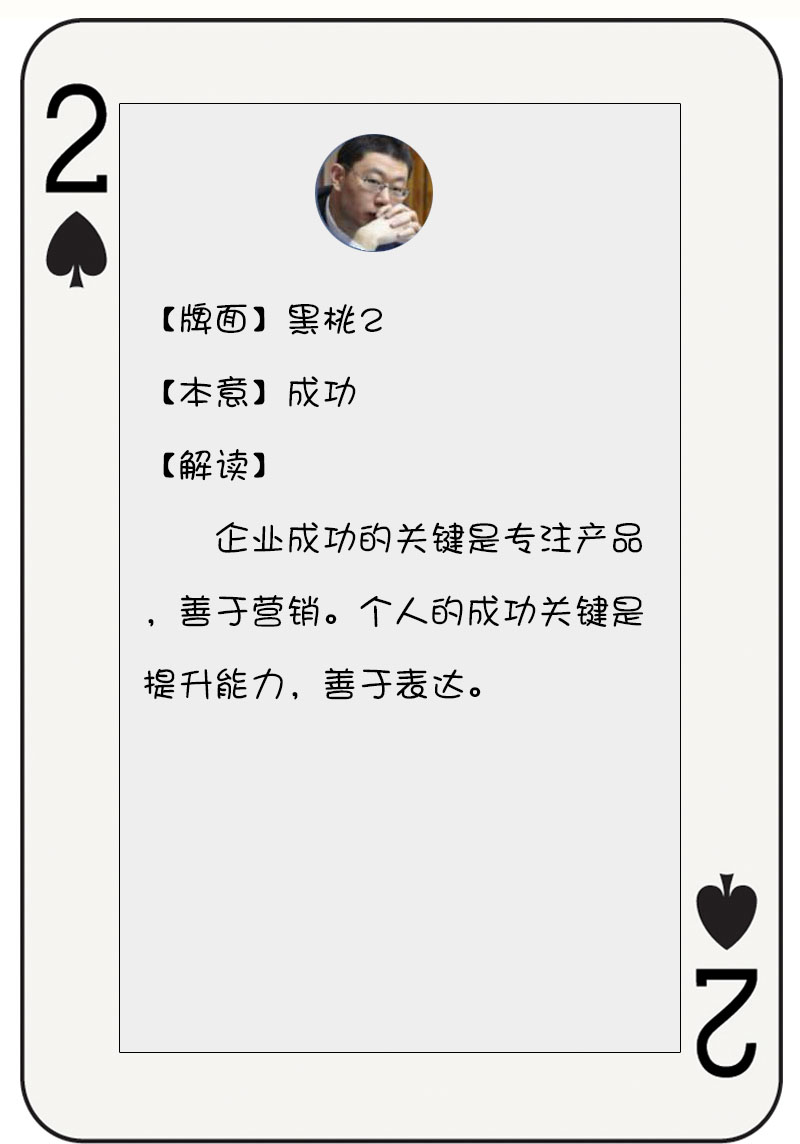 2
【牌面】黑桃2
【本意】成功
【解读】
企业成功的关键是专注产品
，善于营销。个人的成功关键是
提升能力，善于表达。
2